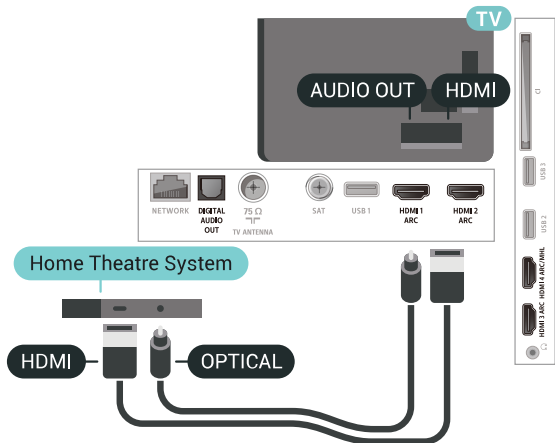 TV
AUDIO OUT
HDMI
CI
USB 3
NETWORK
DIGITAL
AUDIO
OUT
75 Ω
TV ANTENNA
SAT
USB 1
HDMI 1
ARC
HDMI 2
ARC
USB 2
HDMI 4 ARC/MHL
HDMI 3 ARC
Home Theatre System
HDMI
OPTICAL